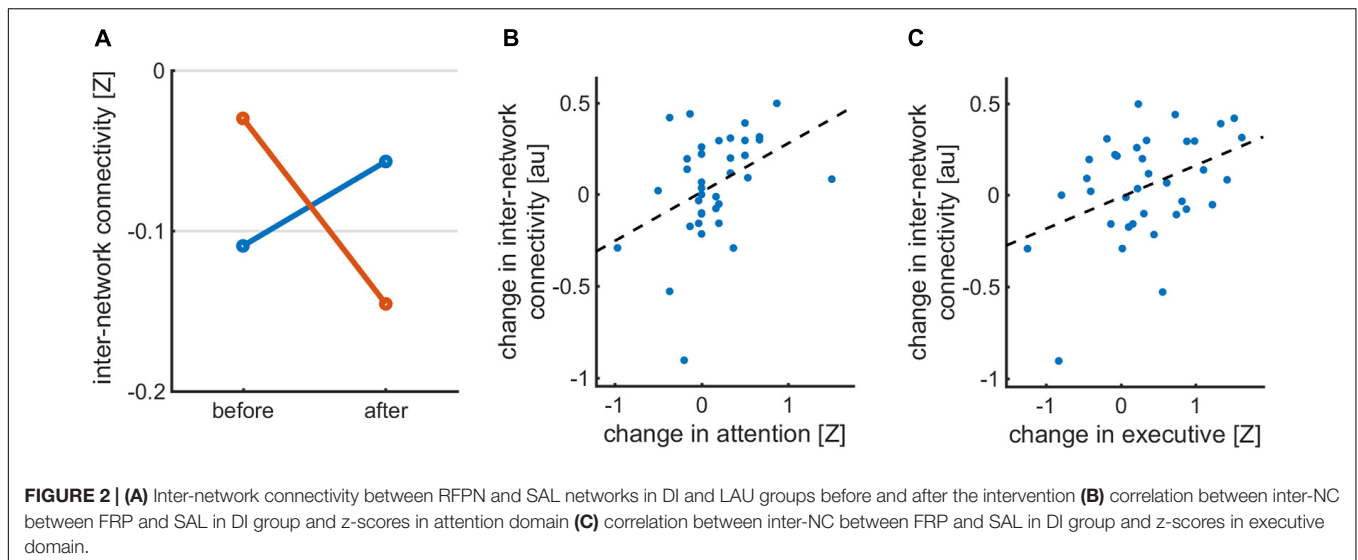 A
B
C
inter-network connectivity [Z]
0
-0.1
-0.2
before
after
change in inter-network
connectivity [au]
0.5
0
-0.5
-1
-1
0
1
change in attention [Z]
change in inter-network
connectivity [au]
0.5
0
-0.5
-1
-1
0
1
change in executive [Z]
FIGURE 2 | (A) Inter-network connectivity between RFPN and SAL networks in DI and LAU groups before and after the intervention (B) correlation between inter-NC
between FRP and SAL in DI group and z-scores in attention domain (C) correlation between inter-NC between FRP and SAL in DI group and z-scores in executive
domain.